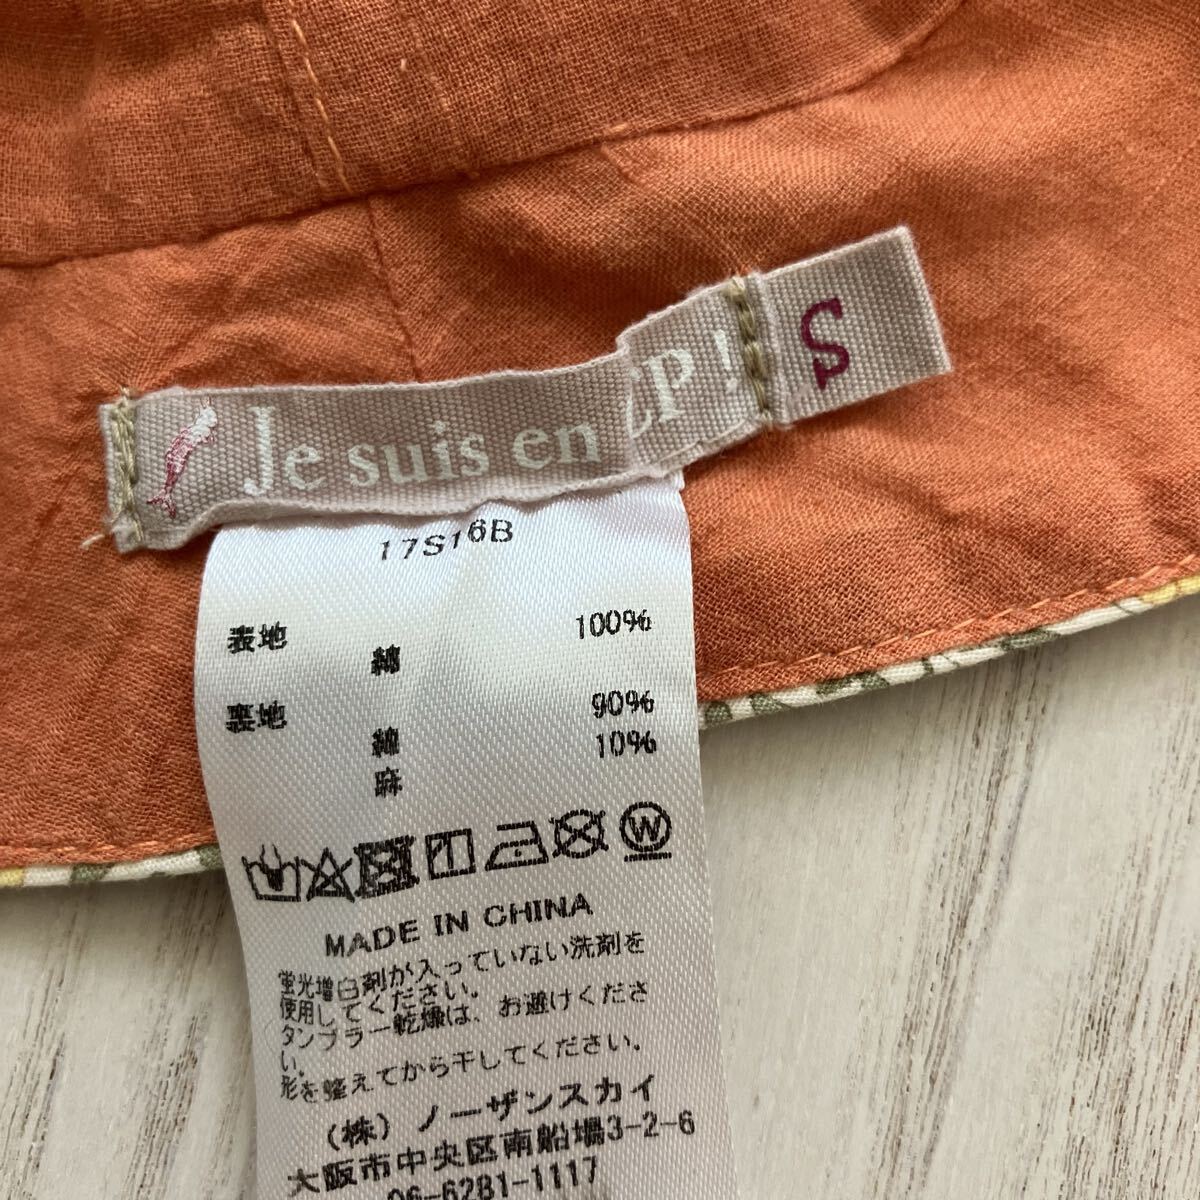 Je suis en CP !
S
17S16B
表地
綿 100%
裏地
綿 90%
麻 10%
W
MADE IN CHINA
蛍光増白剤が入っていない洗剤を
使用してください。
タンブラー乾燥は、お避けくださ
い。
形を整えてから干してください。
(株) ノーザンスカイ
大阪市中央区南船場3-2-6
06-6281-1117